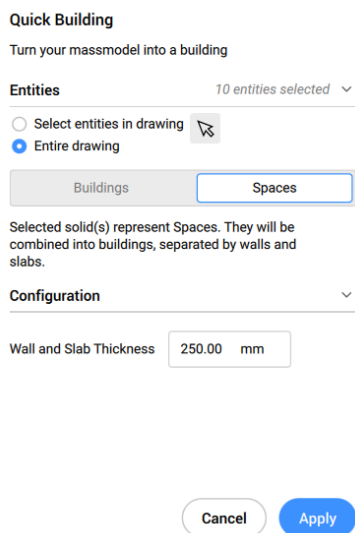 Quick Building
Turn your massmodel into a building
Entities 10 entities selected
Select entities in drawing
Entire drawing
Buildings Spaces
Selected solid(s) represent Spaces. They will be
combined into buildings, separated by walls and
slabs.
Configuration
Wall and Slab Thickness 250.00 mm
Cancel Apply